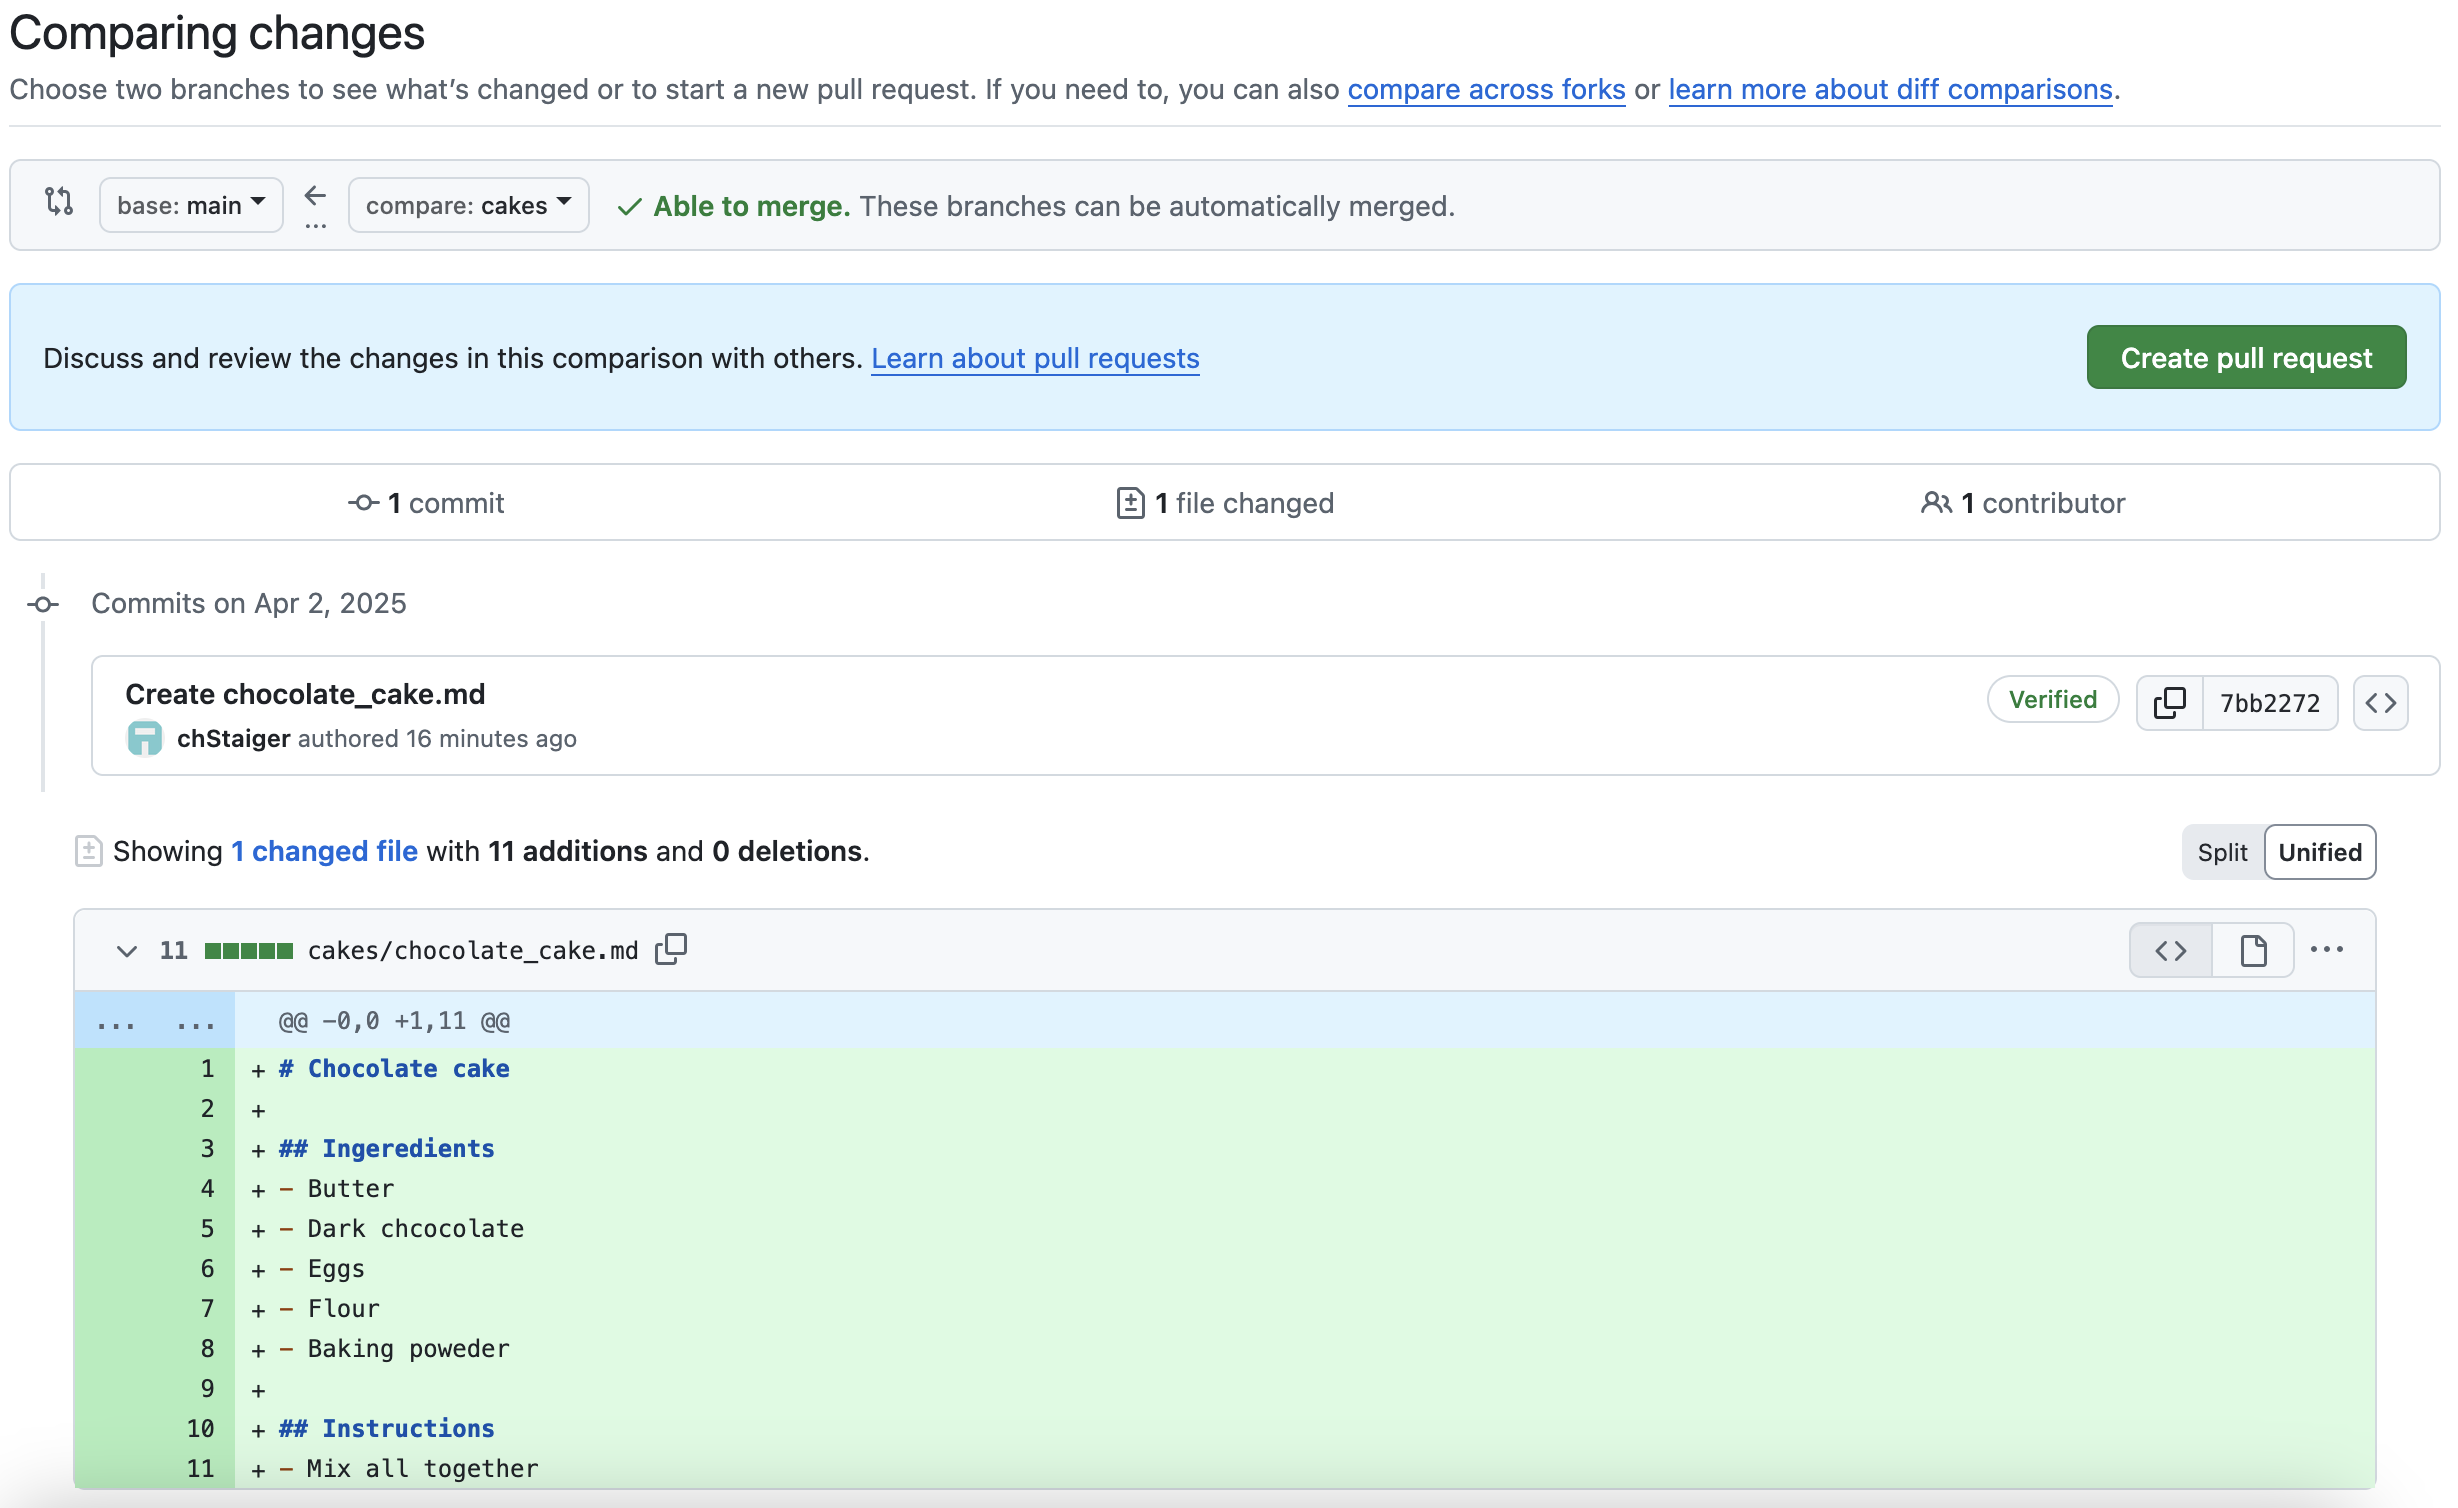 Comparing changes
Choose two branches to see what's changed or to start a new pull request. If you need to, you can also compare across forks or learn more about diff comparisons.
base: main ... compare: cakes Able to merge. These branches can be automatically merged.
Discuss and review the changes in this comparison with others. Learn about pull requests Create pull request
1 commit 1 file changed 1 contributor
Commits on Apr 2, 2025
Create chocolate_cake.md
chStaiger authored 16 minutes ago
Verified 7bb2272
Showing 1 changed file with 11 additions and 0 deletions.
Split Unified
11 cakes/chocolate_cake.md
... ... @@ -0,0 +1,11 @@
1 + # Chocolate cake
2 +
3 + ## Ingeredients
4 + - Butter
5 + - Dark chcocolate
6 + - Eggs
7 + - Flour
8 + - Baking poweder
9 +
10 + ## Instructions
11 + - Mix all together